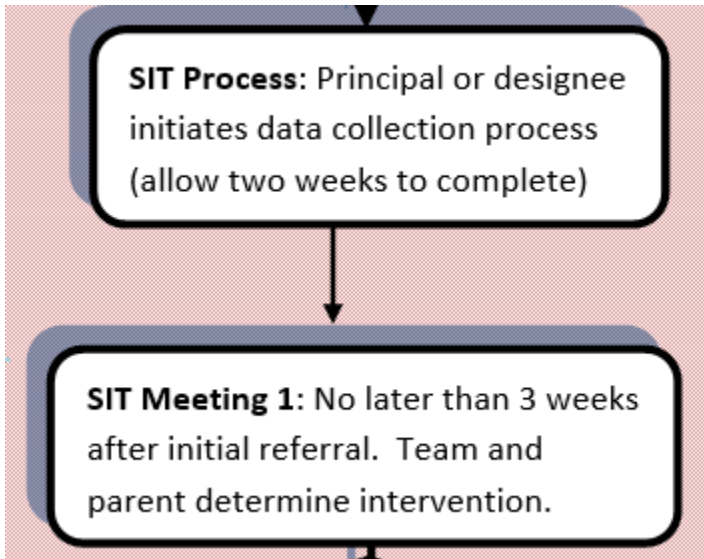 SIT Process: Principal or designee
initiates data collection process
(allow two weeks to complete)
SIT Meeting 1: No later than 3 weeks
after initial referral.  Team and
parent determine intervention.